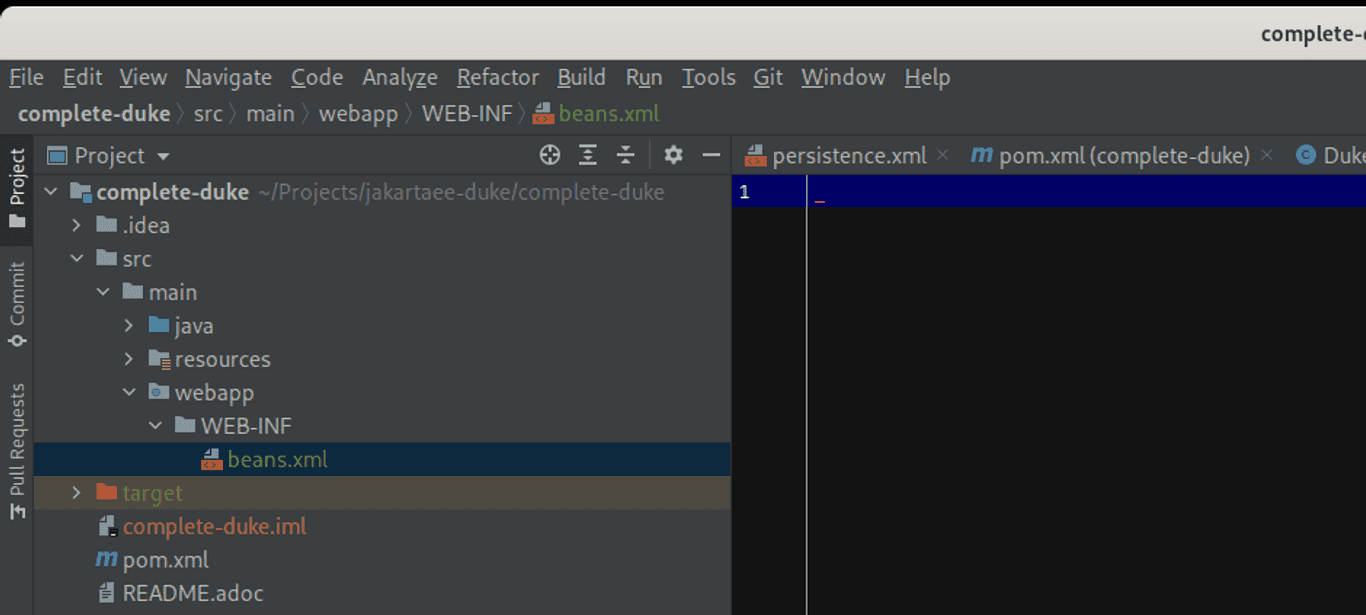 complete-
File Edit View Navigate Code Analyze Refactor Build Run Tools Git Window Help
complete-duke src main webapp WEB-INF beans.xml
Project
persistence.xml pom.xml (complete-duke) Duke
1
complete-duke ~/Projects/jakartaee-duke/complete-duke
.idea
src
main
java
resources
webapp
WEB-INF
beans.xml
target
complete-duke.iml
pom.xml
README.adoc
Project
Commit
Pull Requests